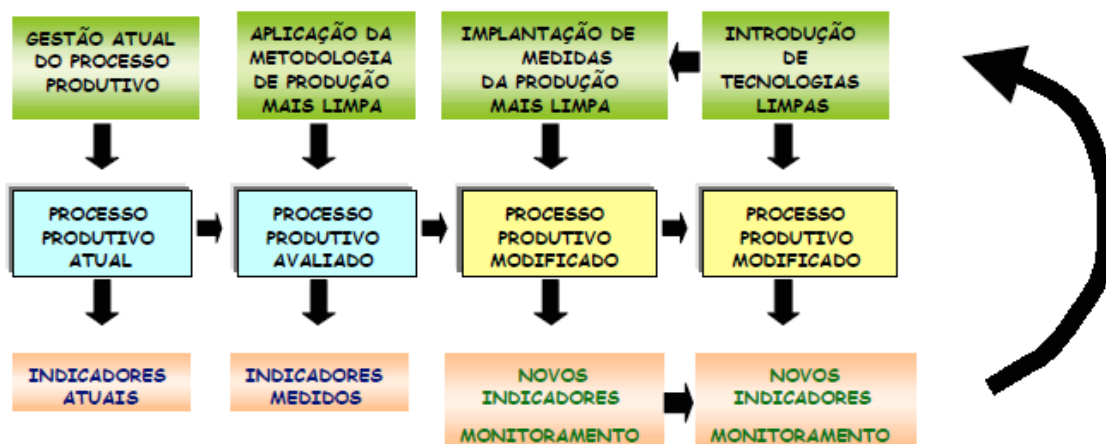 GESTÃO ATUAL
DO PROCESSO
PRODUTIVO
APLICAÇÃO DA
METODOLOGIA
DE PRODUÇÃO
MAIS LIMPA
IMPLANTAÇÃO DE
MEDIDAS
DA PRODUÇÃO
MAIS LIMPA
INTRODUÇÃO
DE
TECNOLOGIAS
LIMPAS
PROCESSO
PRODUTIVO
ATUAL
PROCESSO
PRODUTIVO
AVALIADO
PROCESSO
PRODUTIVO
MODIFICADO
PROCESSO
PRODUTIVO
MODIFICADO
INDICADORES
ATUAIS
INDICADORES
MEDIDOS
NOVOS
INDICADORES
MONITORAMENTO
NOVOS
INDICADORES
MONITORAMENTO